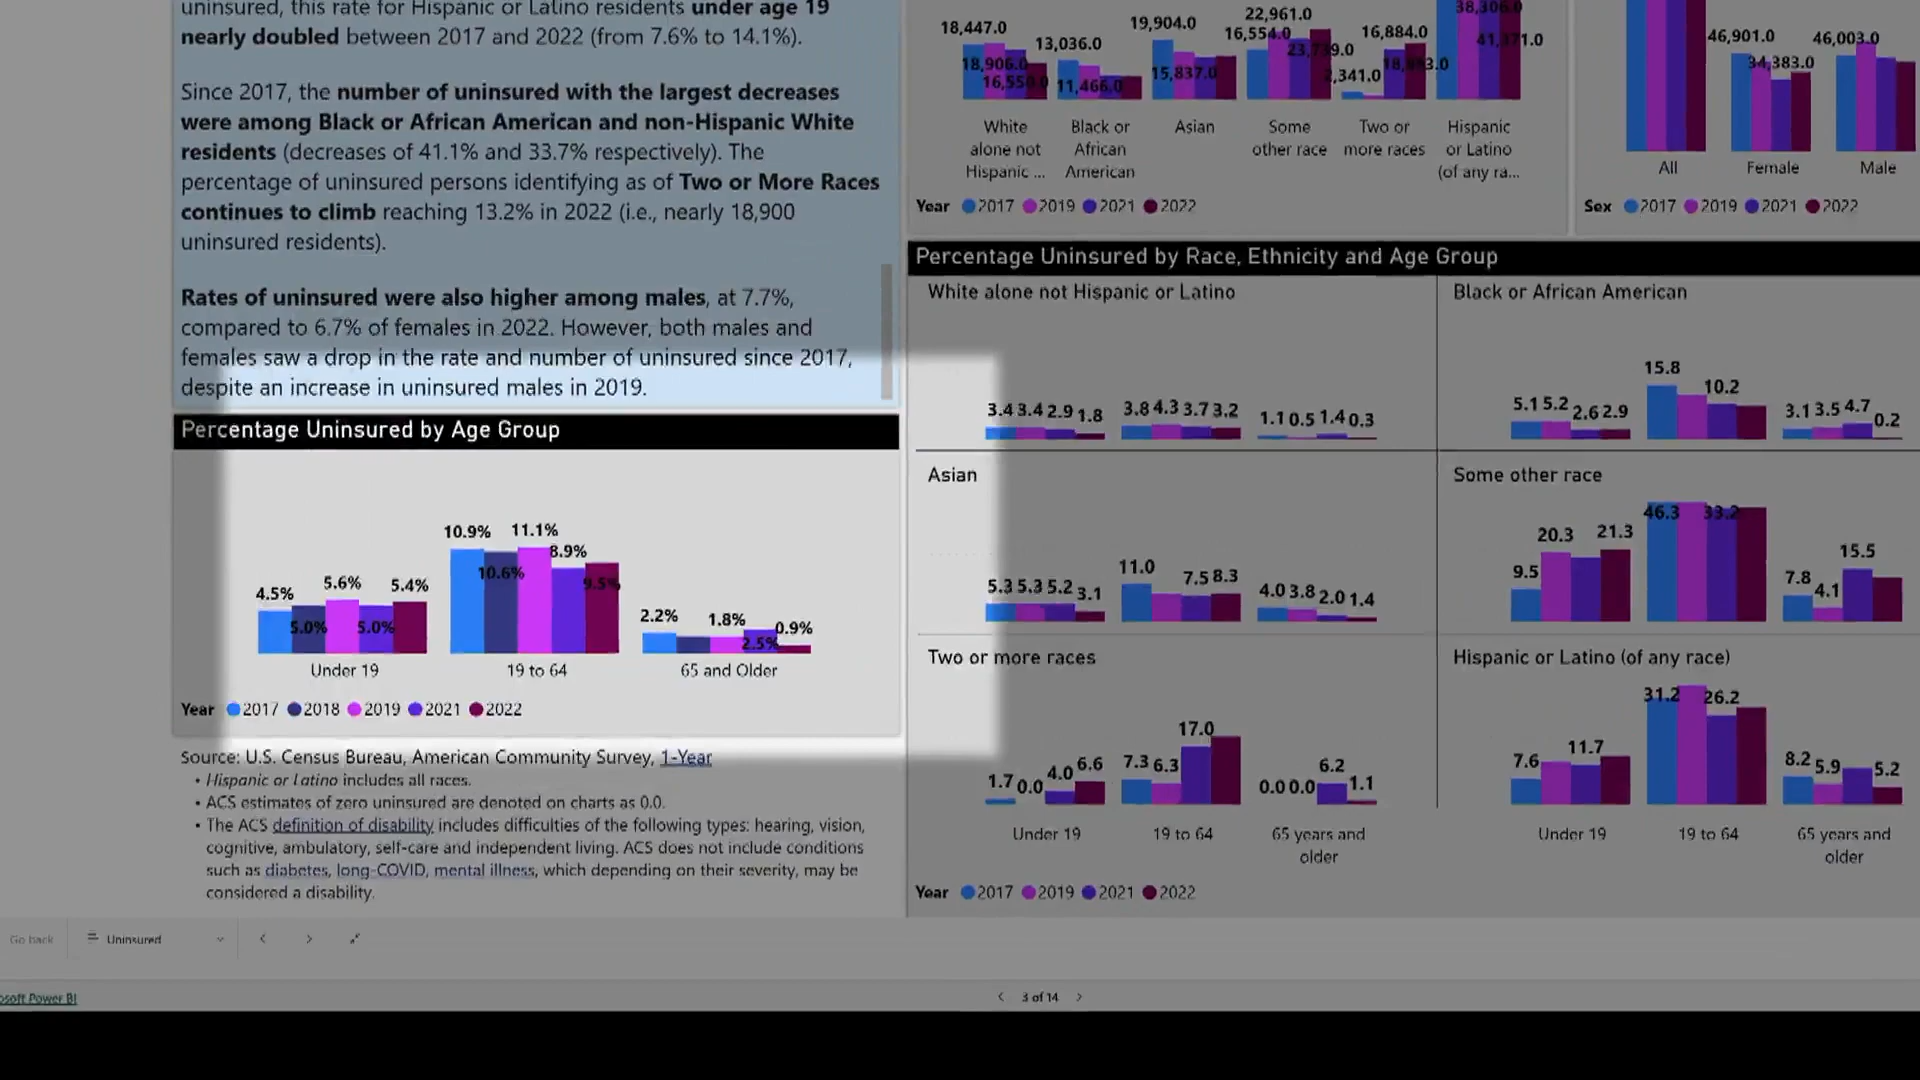 uninsured, this rate for Hispanic or Latino residents under age 19
nearly doubled between 2017 and 2022 (from 7.6% to 14.1%).
Since 2017, the number of uninsured with the largest decreases
were among Black or African American and non-Hispanic White
residents (decreases of 41.1% and 33.7% respectively). The
percentage of uninsured persons identifying as of Two or More Races
continues to climb reaching 13.2% in 2022 (i.e., nearly 18,900
uninsured residents).
Rates of uninsured were also higher among males, at 7.7%,
compared to 6.7% of females in 2022. However, both males and
females saw a drop in the rate and number of uninsured since 2017,
despite an increase in uninsured males in 2019.
Percentage Uninsured by Age Group
10.9% 11.1%
8.9%
10.6% 9.5%
4.5% 5.6% 5.4%
5.0% 5.0%
2.2% 1.8% 0.9%
2.5%
Under 19 19 to 64 65 and Older
Year 2017 2018 2019 2021 2022
Source: U.S. Census Bureau, American Community Survey, 1-Year
• Hispanic or Latino includes all races.
• ACS estimates of zero uninsured are denoted on charts as 0.0.
• The ACS definition of disability includes difficulties of the following types: hearing, vision,
cognitive, ambulatory, self-care and independent living. ACS does not include conditions
such as diabetes, long-COVID, mental illness, which depending on their severity, may be
considered a disability.
18,447.0 13,036.0 19,904.0 16,554.0 22,961.0 16,884.0 38,306.0
18,906.0 11,466.0 15,837.0
White alone not Hispanic ...
Black or African American
Asian
Some other race
Two or more races
Hispanic or Latino (of any ra...
Year 2017 2019 2021 2022
46,901.0 46,003.0
34,383.0
All Female Male
Sex 2017 2019 2021 2022
Percentage Uninsured by Race, Ethnicity and Age Group
White alone not Hispanic or Latino
3.4 3.4 2.9 1.8 3.8 4.3 3.7 3.2 1.1 0.5 1.4 0.3
Black or African American
15.8 10.2
5.1 5.2 2.6 2.9 3.1 3.5 4.7 0.2
Asian
5.3 5.3 5.2 3.1 11.0 7.5 8.3 4.0 3.8 2.0 1.4
Some other race
9.5 20.3 21.3 46.3 33.2 7.8 4.1 15.5
Two or more races
1.7 0.0 4.0 6.6 7.3 6.3 17.0 0.0 0.0 6.2 1.1
Under 19 19 to 64 65 years and
older
Hispanic or Latino (of any race)
7.6 11.7 31.2 26.2 8.2 5.9 5.2
Under 19 19 to 64 65 years and
older
Year 2017 2019 2021 2022
Go back Uninsured
osoft Power BI
3 of 14